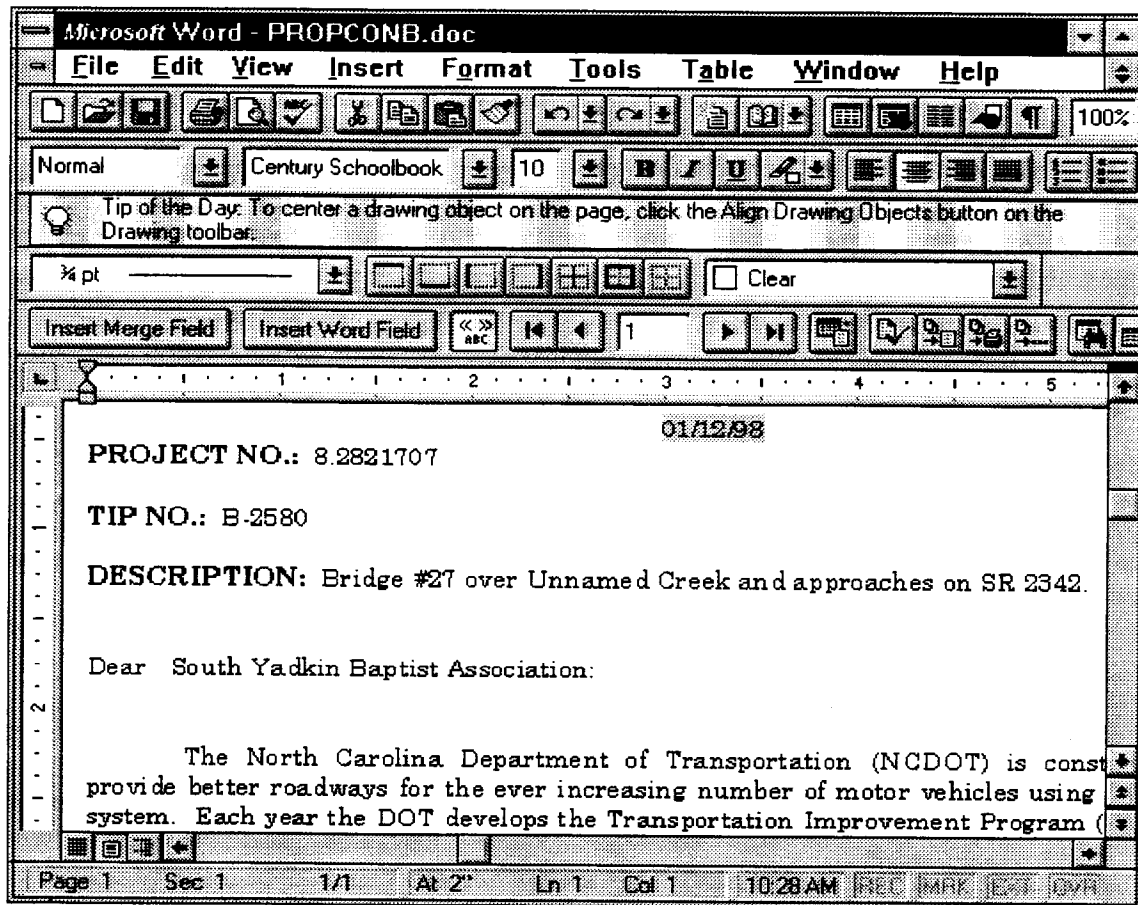 Microsoft Word - PROPCONB.doc
File Edit View Insert Format Tools Table Window Help
ABC 100%
Normal Century Schoolbook 10 B I U
Tip of the Day: To center a drawing object on the page, click the Align Drawing Objects button on the
Drawing toolbar.
¾ pt Clear
Insert Merge Field Insert Word Field « » ABC 1
1 2 3 4 5
01/12/98
PROJECT NO.: 8.2821707
TIP NO.: B-2580
DESCRIPTION: Bridge #27 over Unnamed Creek and approaches on SR 2342.
Dear South Yadkin Baptist Association:
2
The North Carolina Department of Transportation (NCDOT) is const
provide better roadways for the ever increasing number of motor vehicles using
system. Each year the DOT develops the Transportation Improvement Program (
Page 1 Sec 1 1/1 At 2" Ln 1 Col 1 10:28 AM REC MRK EXT OVR